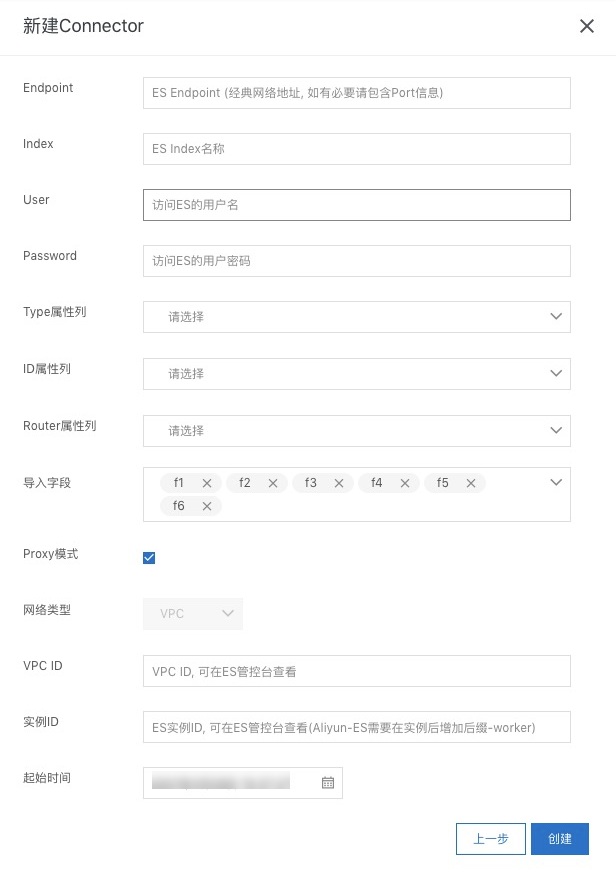 新建Connector
Endpoint
ES Endpoint (经典网络地址, 如有必要请包含Port信息)
Index
ES Index名称
User
访问ES的用户名
Password
访问ES的用户密码
Type属性列
请选择
ID属性列
请选择
Router属性列
请选择
导入字段
f1 f2 f3 f4 f5
f6
Proxy模式
网络类型
VPC
VPC ID
VPC ID, 可在ES管控台查看
实例ID
ES实例ID, 可在ES管控台查看(Aliyun-ES需要在实例后增加后缀-worker)
起始时间
上一步 创建